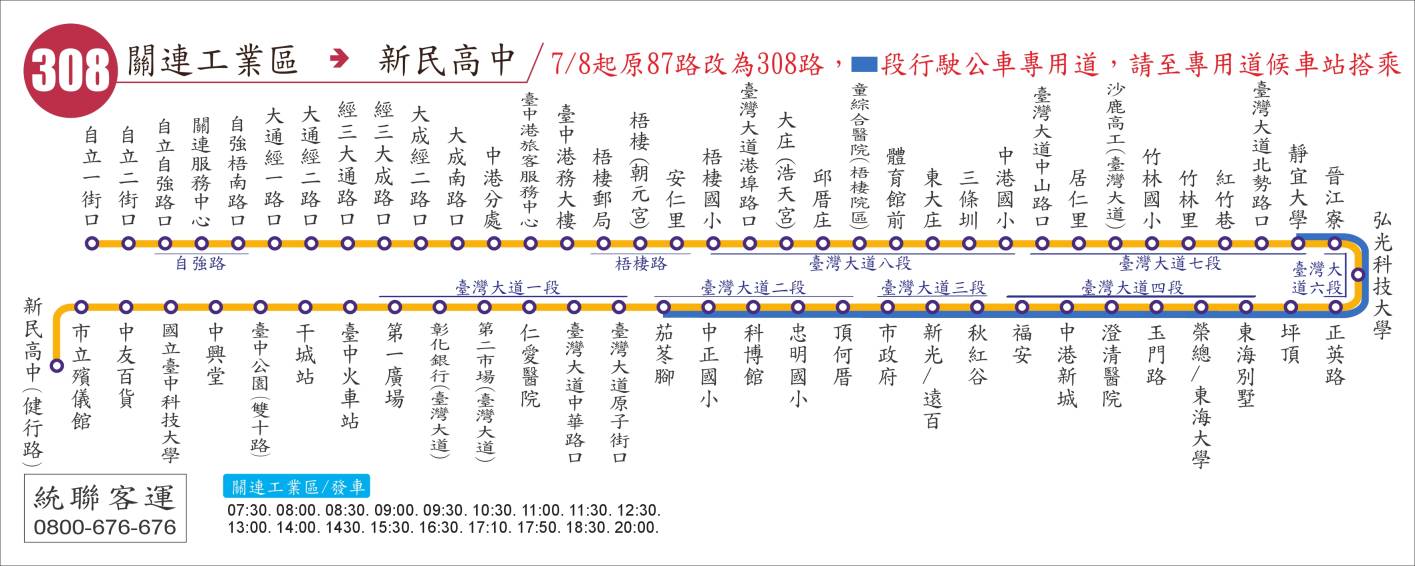 308 關連工業區 → 新民高中 / 7/8起原87路改為308路，段行駛公車專用道，請至專用道候車站搭乘
自立一街口
自立二街口
自立自強路口
關連服務中心
自強梧南路口
大通經一路口
大通經二路口
經三大通路口
經三大成路口
大成經二路口
大成南路口
中港分處
臺中港旅客服務中心
臺中港務大樓
梧棲郵局
梧棲(朝元宮)
安仁里
梧棲國小
臺灣大道港埠路口
大庄(浩天宮)
邱厝庄
童綜合醫院(梧棲院區)
體育館前
東大庄
三條圳
中港國小
臺灣大道中山路口
居仁里
沙鹿高工(臺灣大道)
竹林國小
竹林里
紅竹巷
臺灣大道北勢路口
靜宜大學
晉江寮
弘光科技大學
自強路
梧棲路
臺灣大道八段
臺灣大道七段
臺灣大道六段
臺灣大道一段
臺灣大道二段
臺灣大道三段
臺灣大道四段
新民高中(健行路)
市立殯儀館
中友百貨
國立臺中科技大學
中興堂
臺中公園(雙十路)
干城站
臺中火車站
第一廣場
彰化銀行(臺灣大道)
第二市場(臺灣大道)
仁愛醫院
臺灣大道中華路口
臺灣大道原子街口
茄苳腳
中正國小
科博館
忠明國小
頂何厝
市政府
新光/遠百
秋紅谷
福安
中港新城
澄清醫院
玉門路
榮總/東海大學
東海別墅
坪頂
正英路
統聯客運
0800-676-676
關連工業區/發車
07:30. 08:00. 08:30. 09:00. 09:30. 10:30. 11:00. 11:30. 12:30.
13:00. 14:00. 1430. 15:30. 16:30. 17:10. 17:50. 18:30. 20:00.